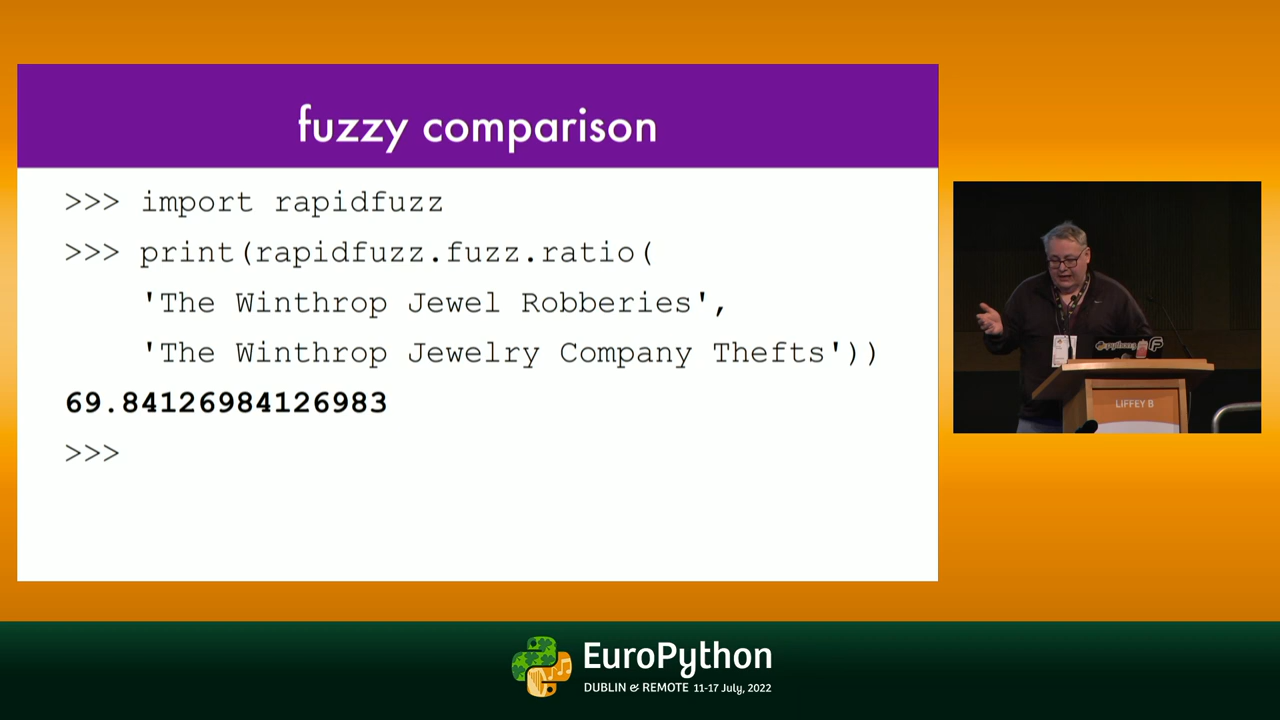 fuzzy comparison
>>> import rapidfuzz
>>> print(rapidfuzz.fuzz.ratio(
'The Winthrop Jewel Robberies',
'The Winthrop Jewelry Company Thefts'))
69.84126984126983
>>>
LIFFEY B
EuroPython
DUBLIN & REMOTE 11-17 July, 2022